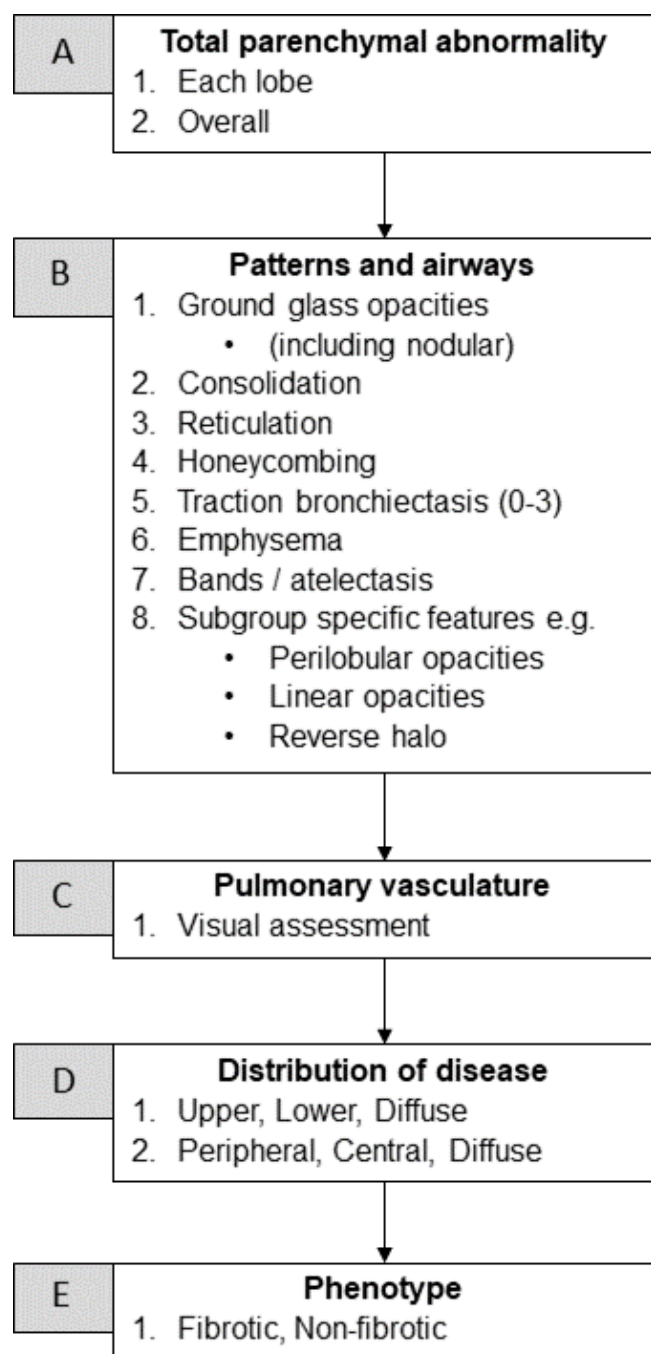 A
Total parenchymal abnormality
1. Each lobe
2. Overall
B
Patterns and airways
1. Ground glass opacities
• (including nodular)
2. Consolidation
3. Reticulation
4. Honeycombing
5. Traction bronchiectasis (0-3)
6. Emphysema
7. Bands / atelectasis
8. Subgroup specific features e.g.
• Perilobular opacities
• Linear opacities
• Reverse halo
C
Pulmonary vasculature
1. Visual assessment
D
Distribution of disease
1. Upper, Lower, Diffuse
2. Peripheral, Central, Diffuse
E
Phenotype
1. Fibrotic, Non-fibrotic